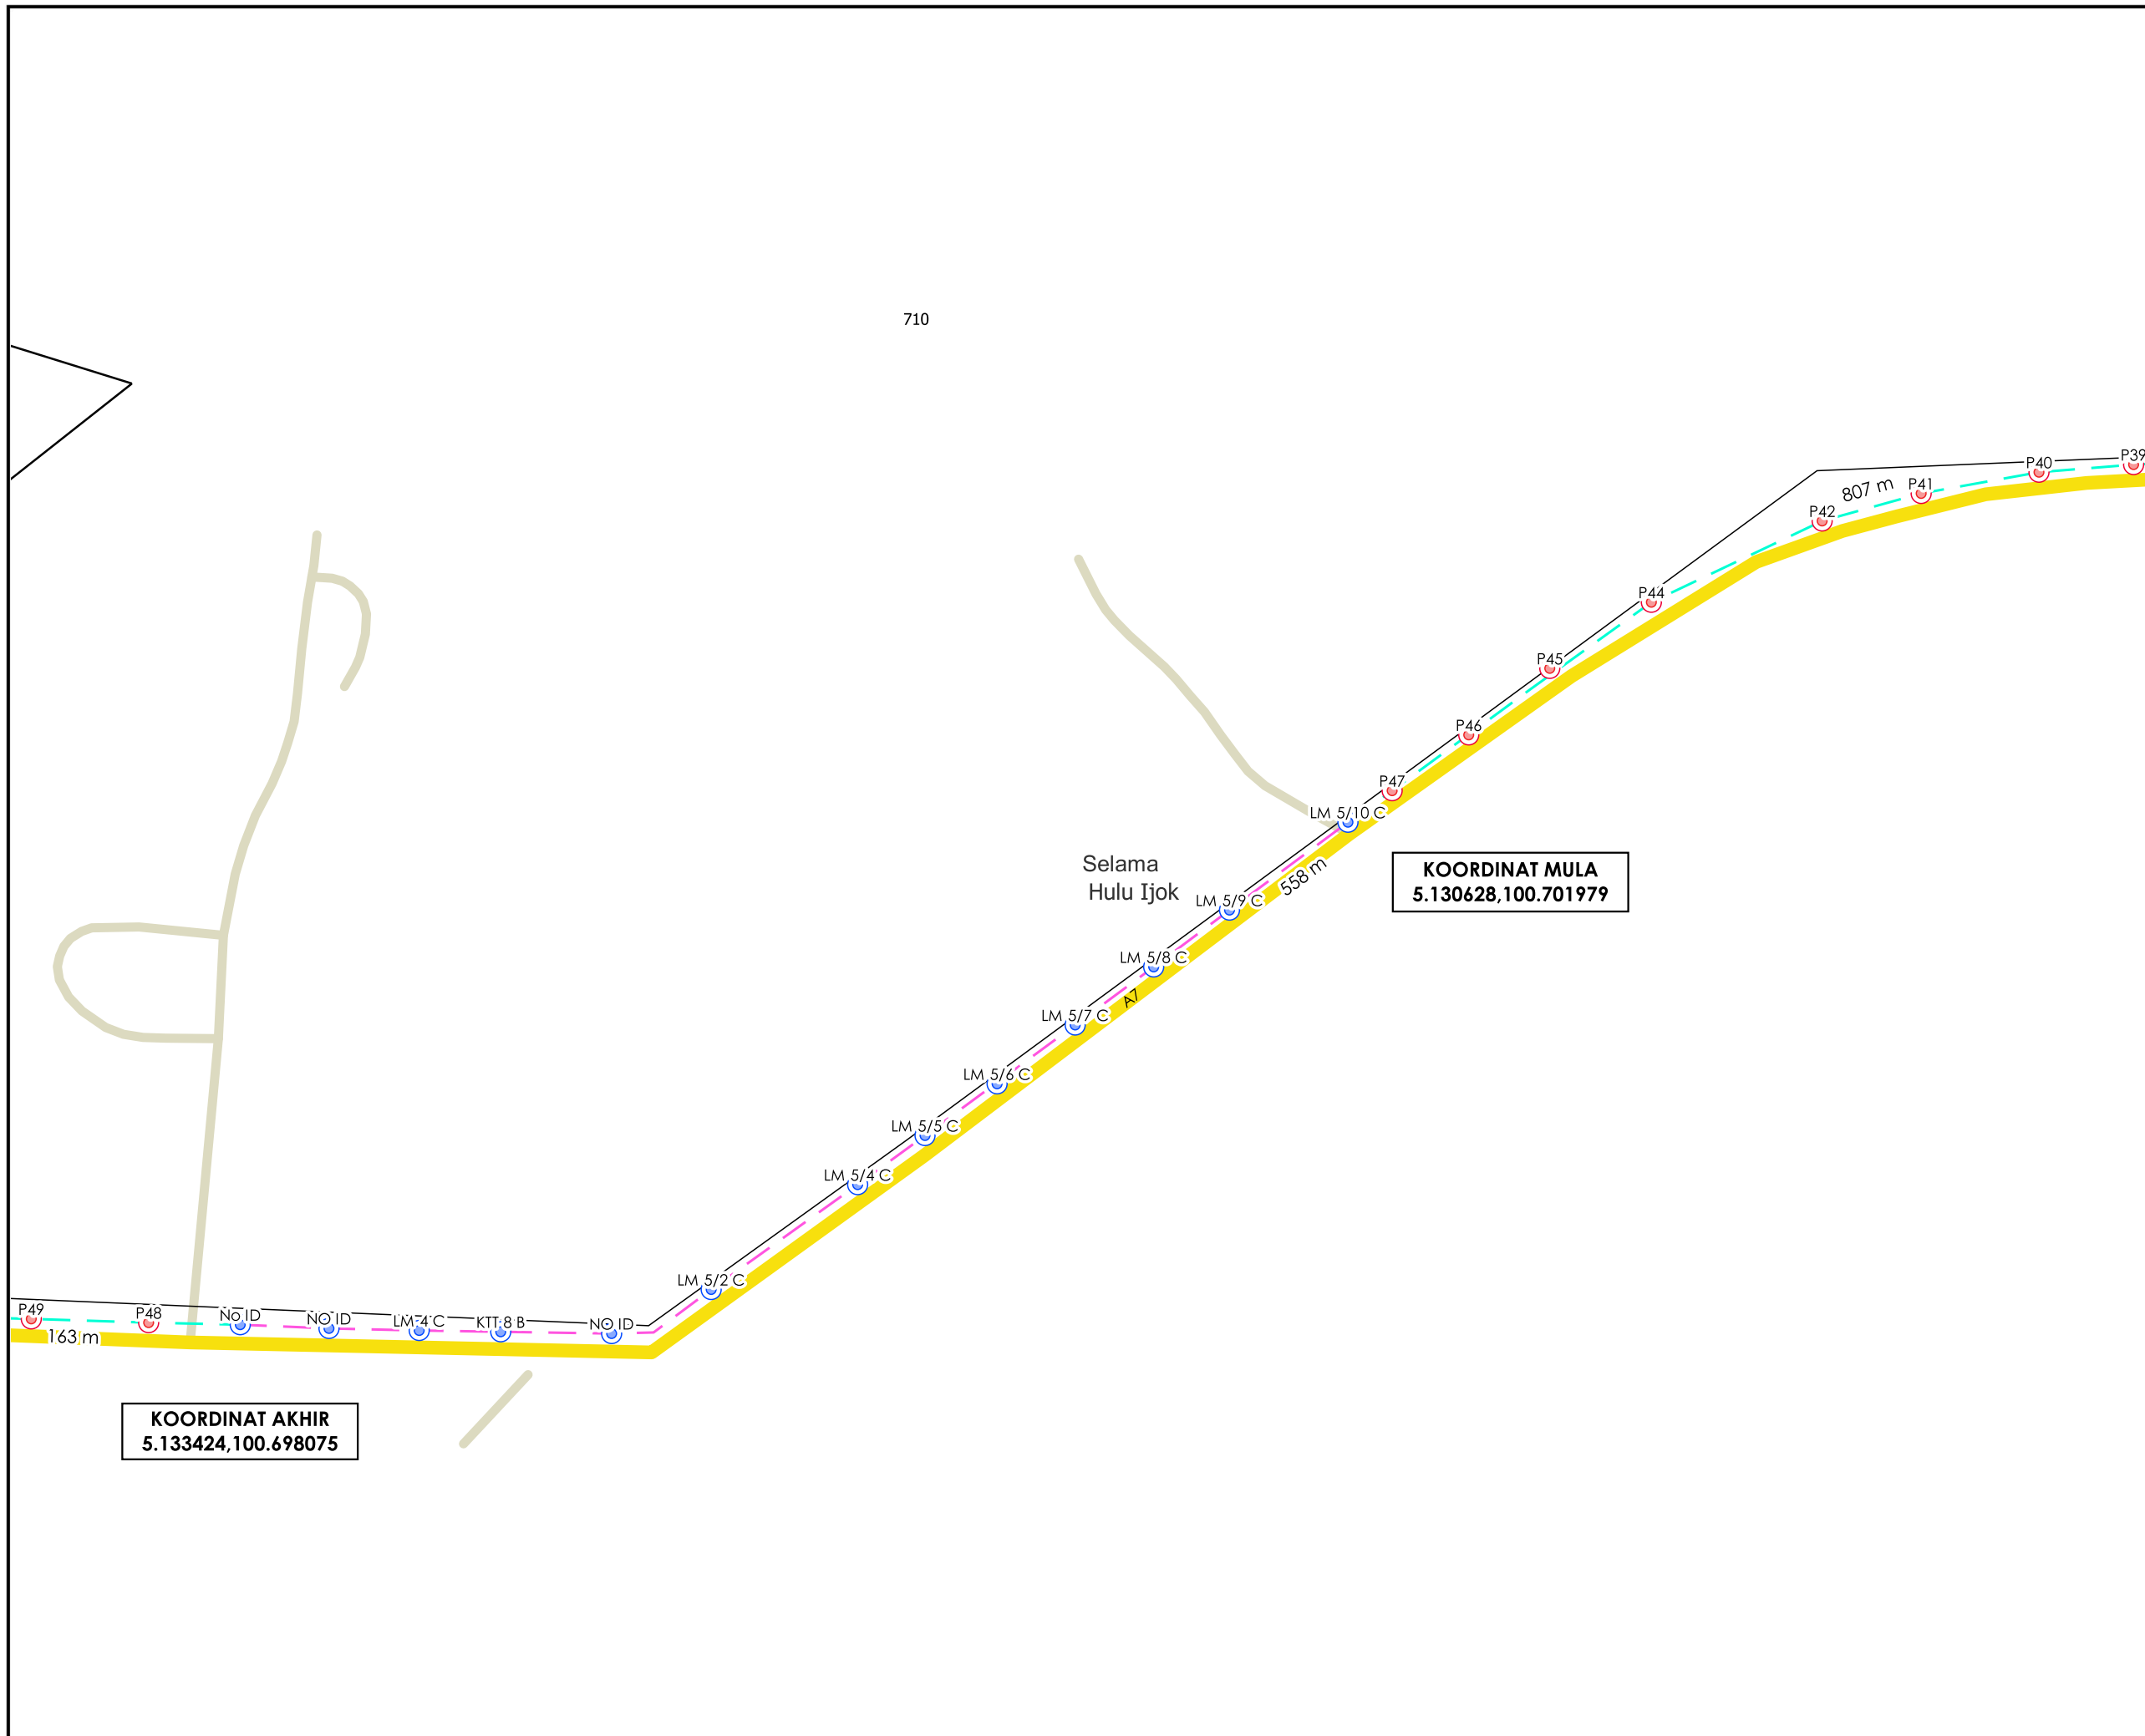 710
P39
P40
807 m
P41
P42
P44
P45
P46
P47
LM 5/10 C
Selama
Hulu Ijok
558 m
KOORDINAT MULA
5.130628,100.701979
LM 5/9 C
LM 5/8 C
A7
LM 5/7 C
LM 5/6 C
LM 5/5 C
LM 5/4 C
LM 5/2 C
P49
P48
No ID
NO ID
LM 4 C
KTT 8 B
NO ID
163 m
KOORDINAT AKHIR
5.133424,100.698075